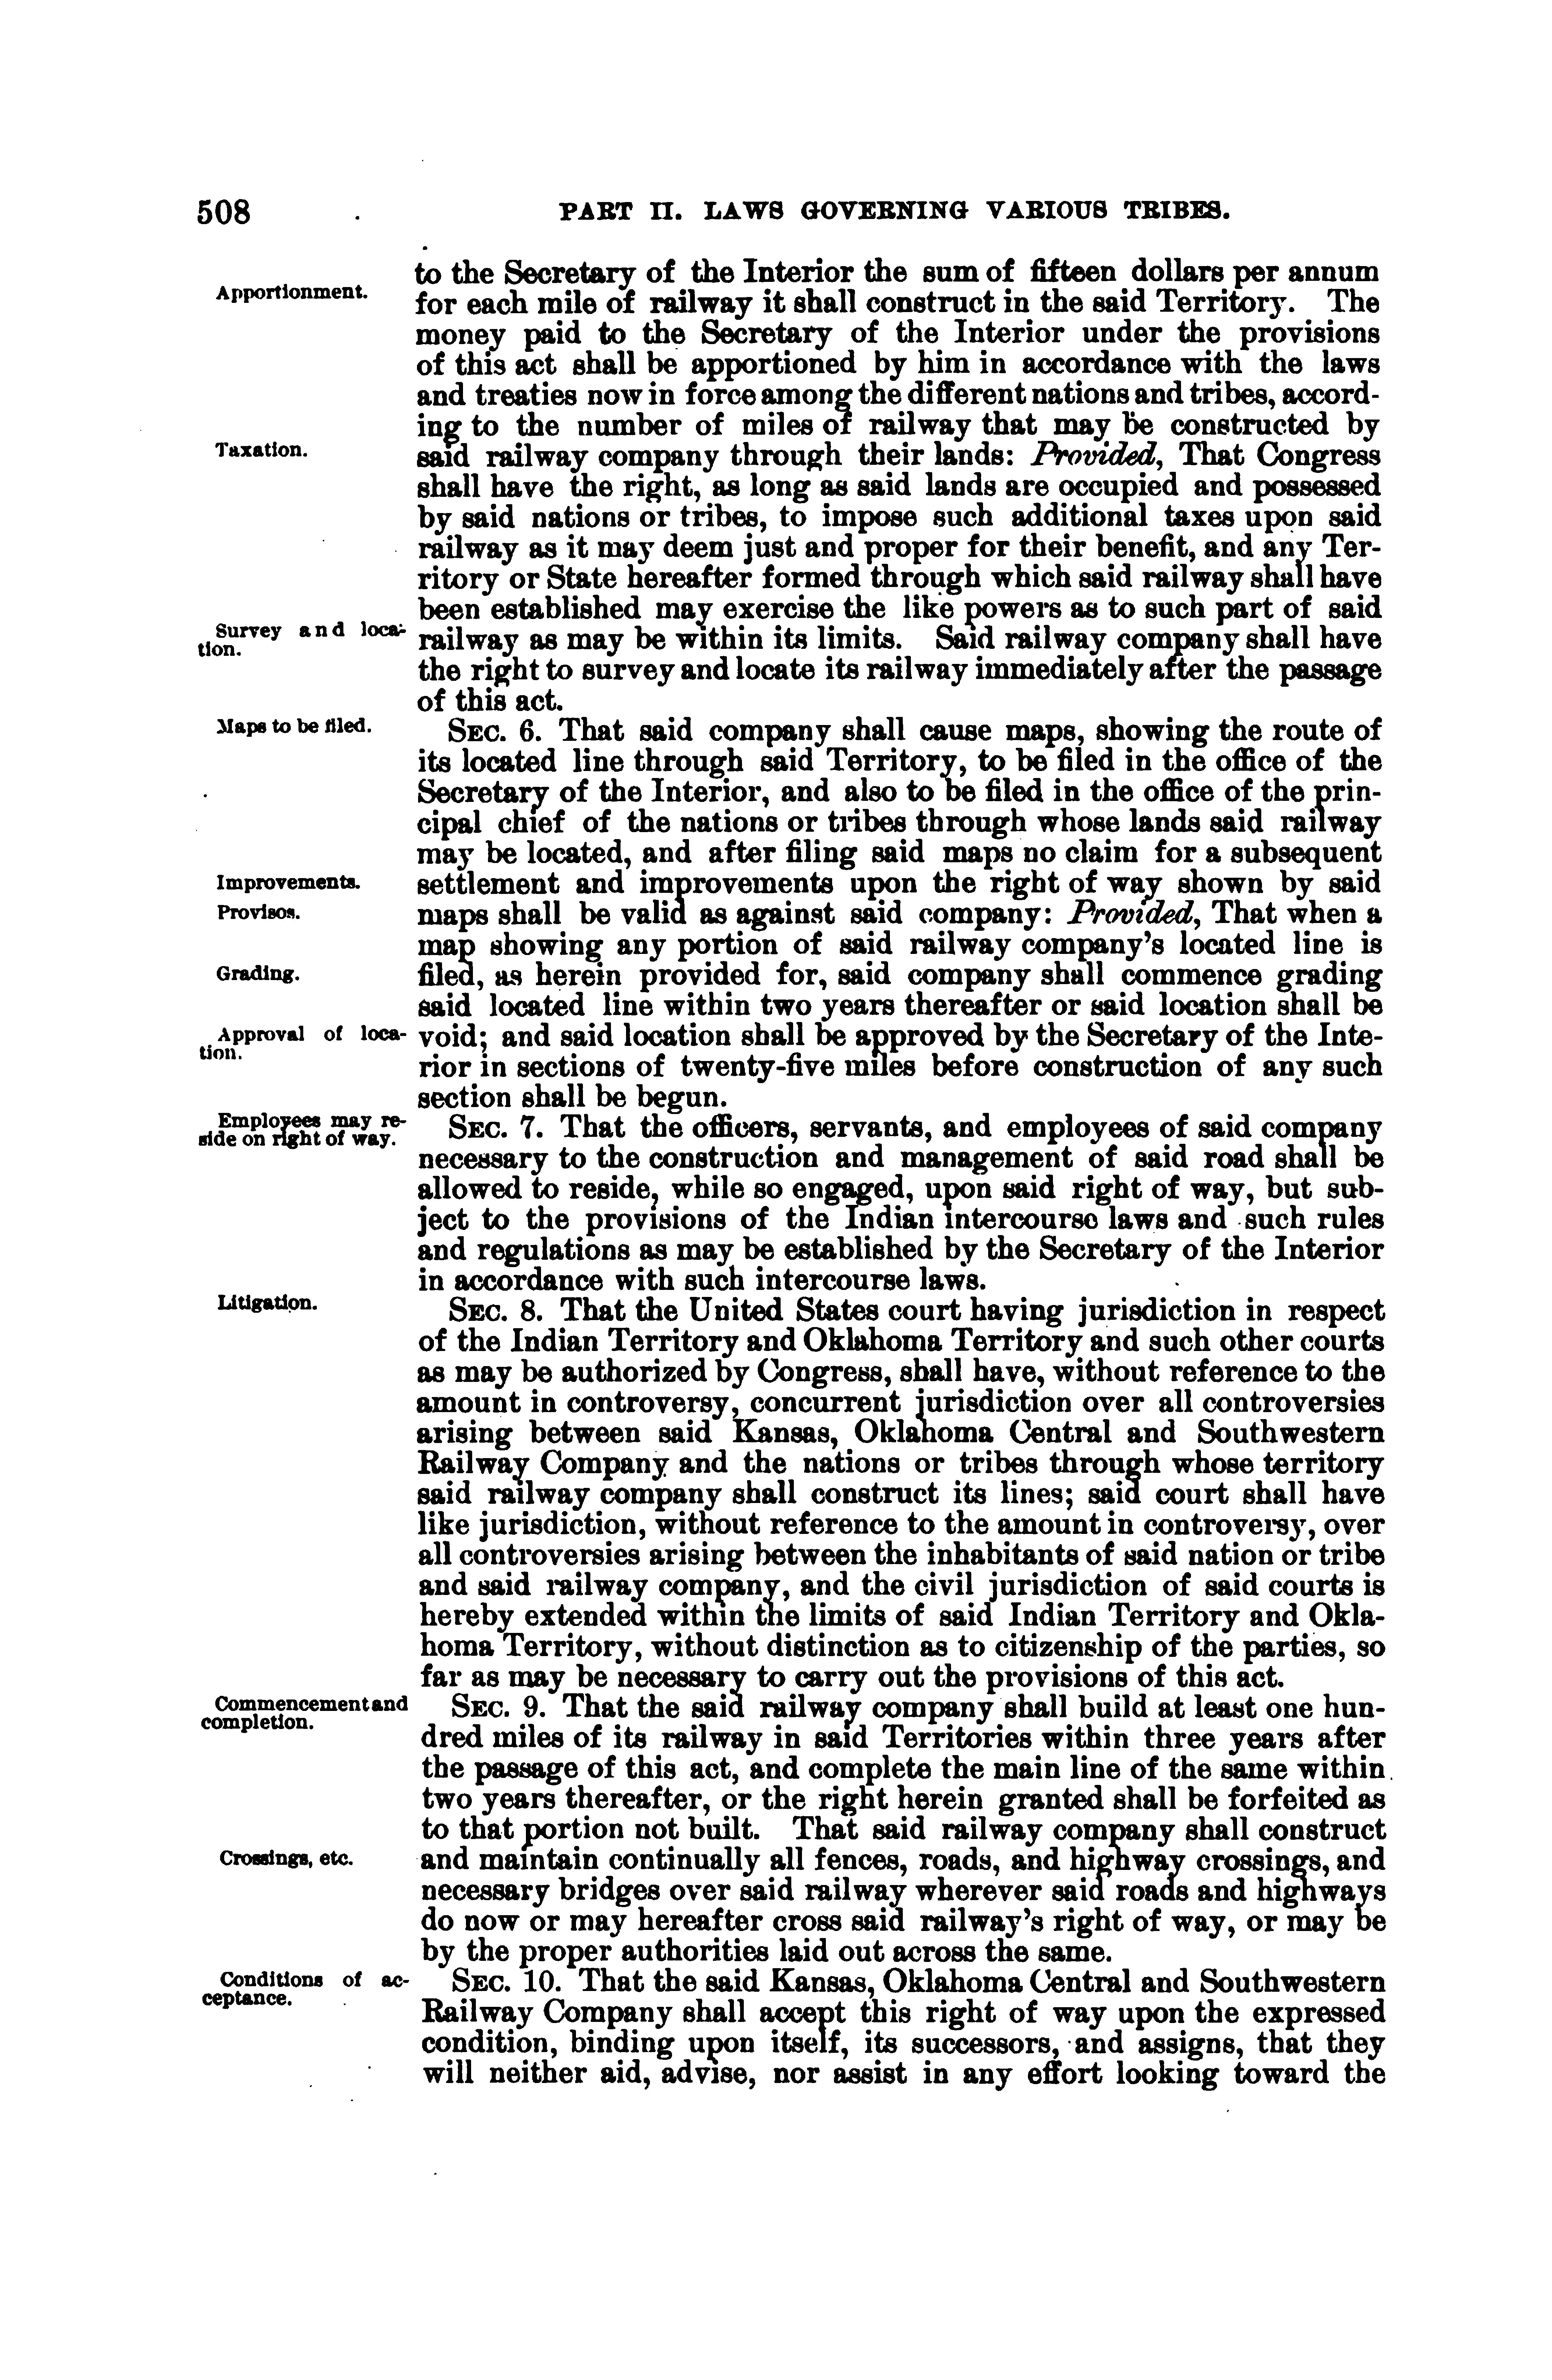 508
PART II. LAWS GOVERNING VARIOUS TRIBES.
to the Secretary of the Interior the sum of fifteen dollars per annum
Apportionment.
for each mile of railway it shall construct in the said Territory. The
money paid to the Secretary of the Interior under the provisions
of this act shall be apportioned by him in accordance with the laws
and treaties now in force among the different nations and tribes, accord-
ing to the number of miles of railway that may be constructed by
Taxation.
said railway company through their lands: Provided, That Congress
shall have the right, as long as said lands are occupied and possessed
by said nations or tribes, to impose such additional taxes upon said
railway as it may deem just and proper for their benefit, and any Ter-
ritory or State hereafter formed through which said railway shall have
been established may exercise the like powers as to such part of said
Survey and loca-
tion.
railway as may be within its limits. Said railway company shall have
the right to survey and locate its railway immediately after the passage
of this act.
Maps to be filed.
SEC. 6. That said company shall cause maps, showing the route of
its located line through said Territory, to be filed in the office of the
Secretary of the Interior, and also to be filed in the office of the prin-
cipal chief of the nations or tribes through whose lands said railway
may be located, and after filing said maps no claim for a subsequent
Improvements.
settlement and improvements upon the right of way shown by said
Provisos.
maps shall be valid as against said company: Provided, That when a
map showing any portion of said railway company's located line is
Grading.
filed, as herein provided for, said company shall commence grading
said located line within two years thereafter or said location shall be
Approval of loca-
tion.
void; and said location shall be approved by the Secretary of the Inte-
rior in sections of twenty-five miles before construction of any such
section shall be begun.
Employees may re-
side on right of way.
SEC. 7. That the officers, servants, and employees of said company
necessary to the construction and management of said road shall be
allowed to reside, while so engaged, upon said right of way, but sub-
ject to the provisions of the Indian intercourse laws and such rules
and regulations as may be established by the Secretary of the Interior
in accordance with such intercourse laws.
Litigation.
SEC. 8. That the United States court having jurisdiction in respect
of the Indian Territory and Oklahoma Territory and such other courts
as may be authorized by Congress, shall have, without reference to the
amount in controversy, concurrent jurisdiction over all controversies
arising between said Kansas, Oklahoma Central and Southwestern
Railway Company and the nations or tribes through whose territory
said railway company shall construct its lines; said court shall have
like jurisdiction, without reference to the amount in controversy, over
all controversies arising between the inhabitants of said nation or tribe
and said railway company, and the civil jurisdiction of said courts is
hereby extended within the limits of said Indian Territory and Okla-
homa Territory, without distinction as to citizenship of the parties, so
far as may be necessary to carry out the provisions of this act.
Commencement and
completion.
SEC. 9. That the said railway company shall build at least one hun-
dred miles of its railway in said Territories within three years after
the passage of this act, and complete the main line of the same within
two years thereafter, or the right herein granted shall be forfeited as
to that portion not built. That said railway company shall construct
Crossings, etc.
and maintain continually all fences, roads, and highway crossings, and
necessary bridges over said railway wherever said roads and highways
do now or may hereafter cross said railway's right of way, or may be
by the proper authorities laid out across the same.
Conditions of ac-
ceptance.
SEC. 10. That the said Kansas, Oklahoma Central and Southwestern
Railway Company shall accept this right of way upon the expressed
condition, binding upon itself, its successors, and assigns, that they
will neither aid, advise, nor assist in any effort looking toward the